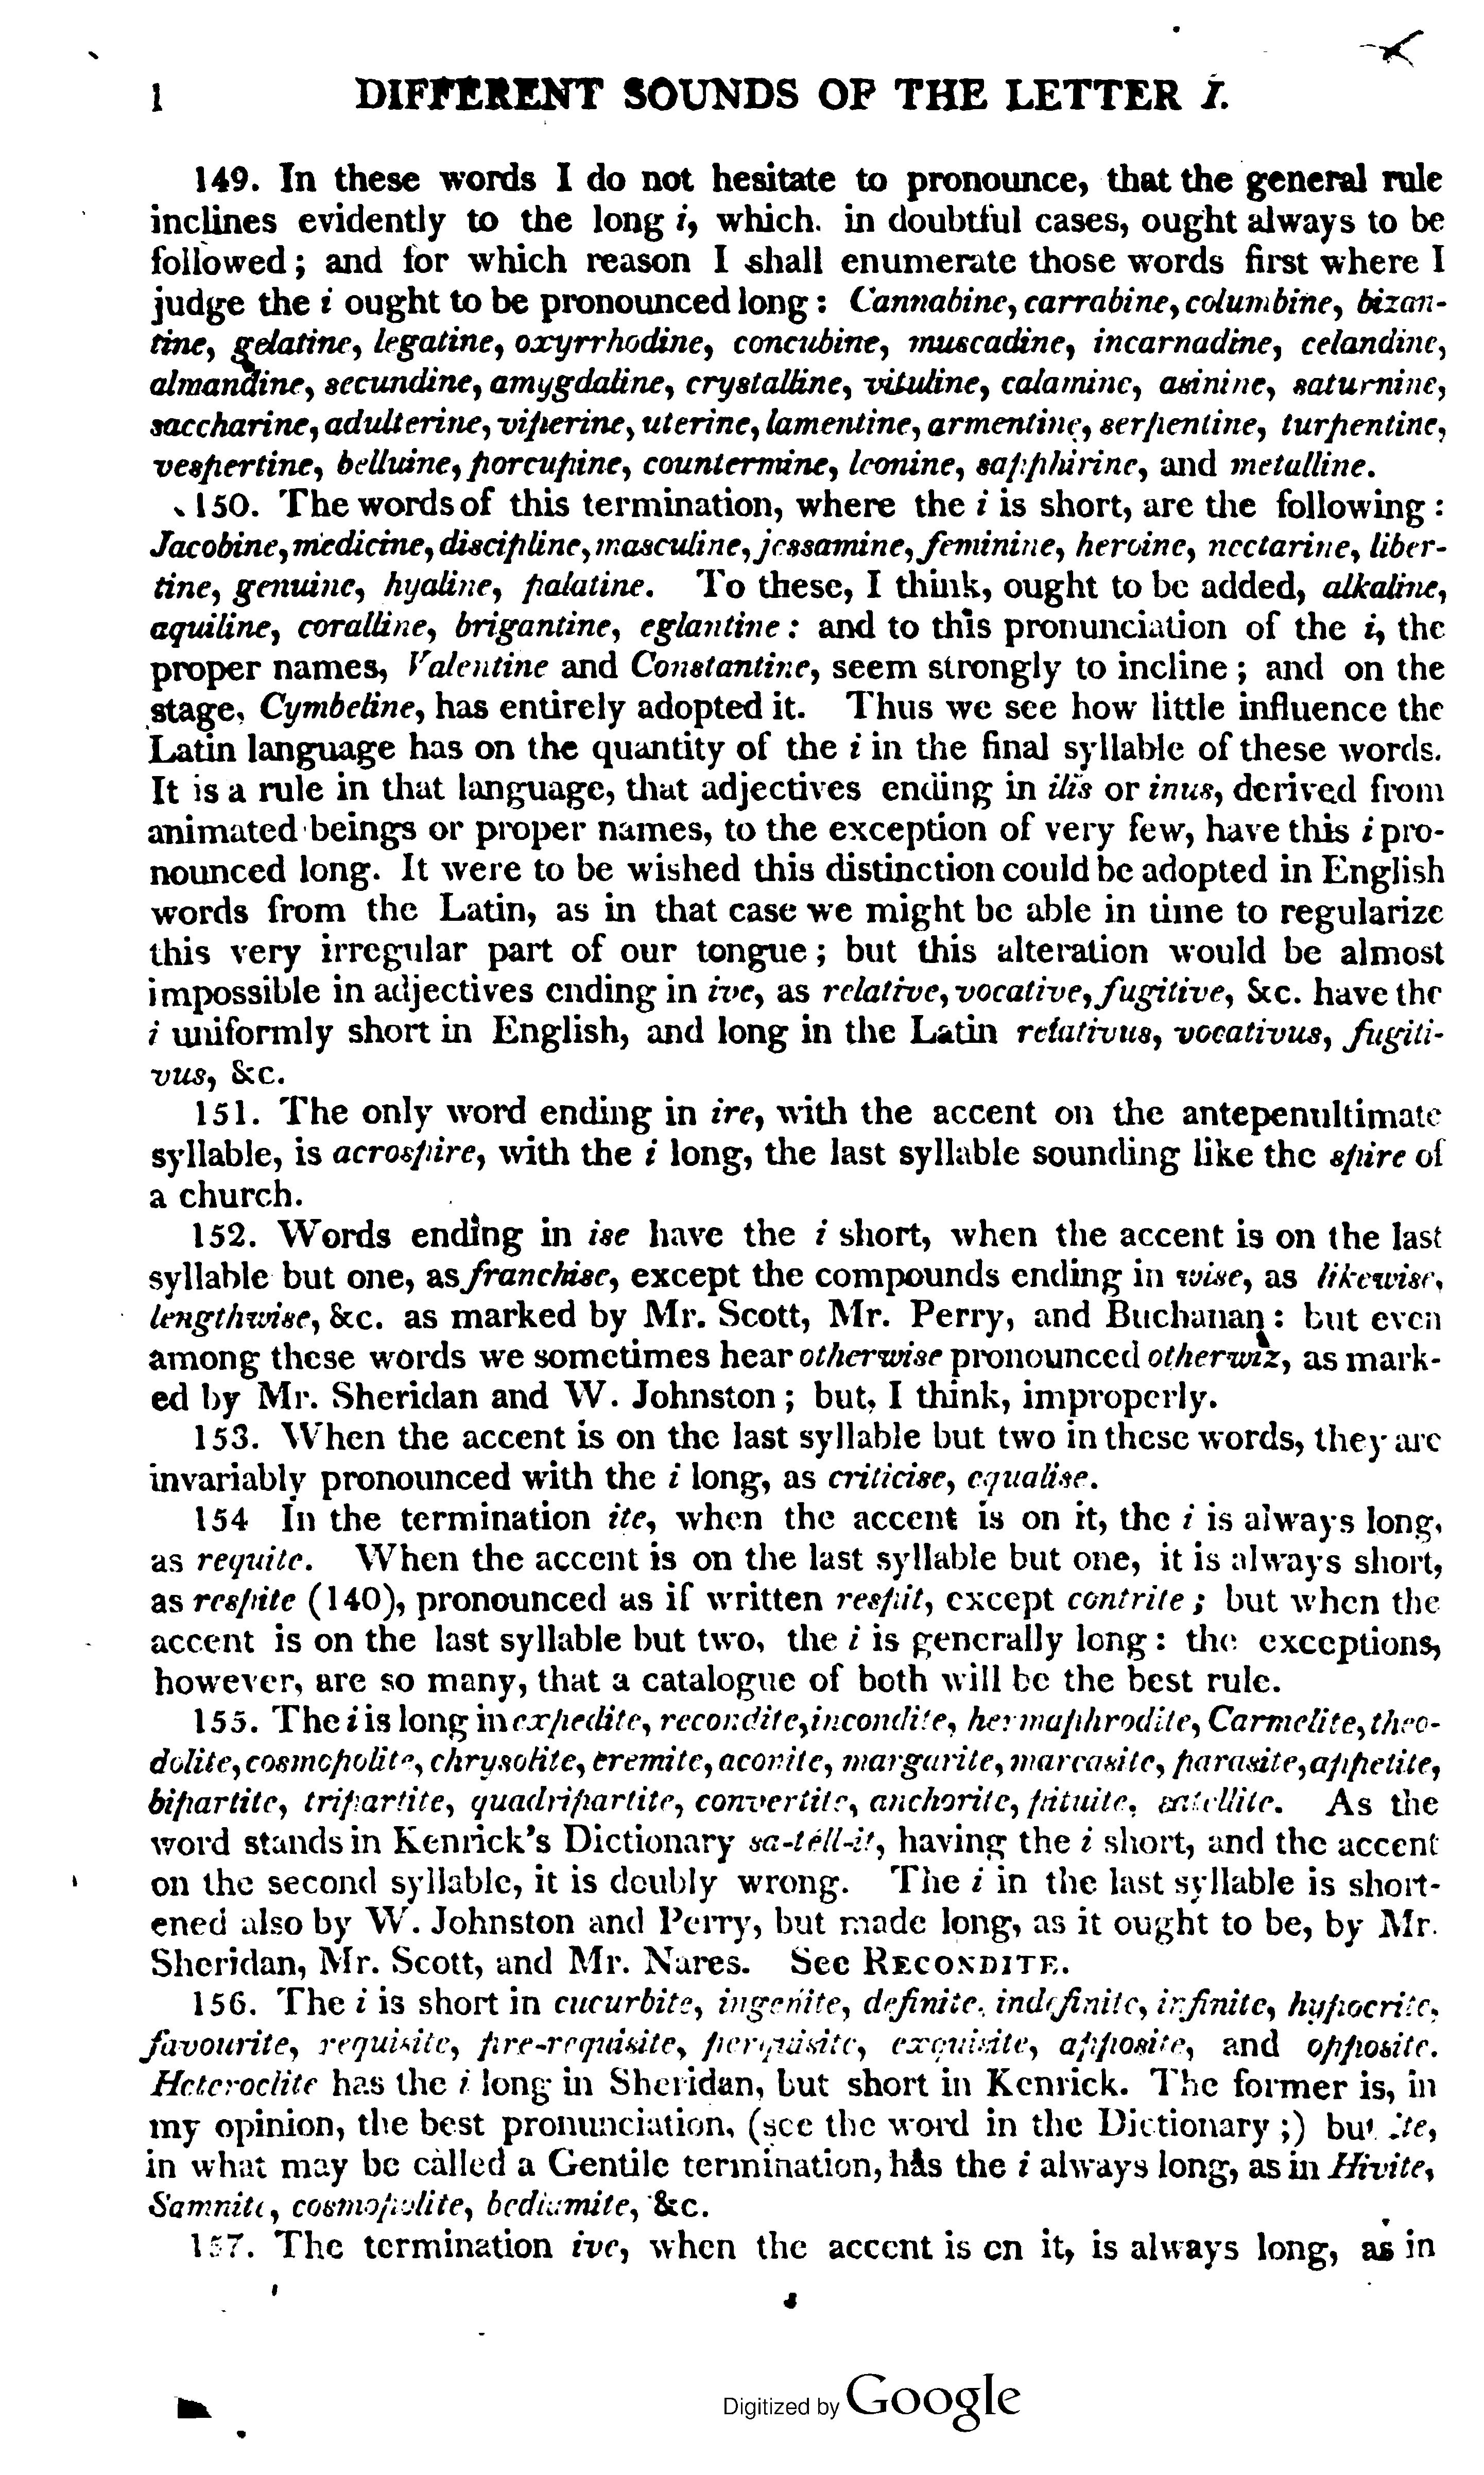 l DIFFERENT SOUNDS OF THE LETTER I.
149. In these words I do not hesitate to pronounce, that the general rule
inclines evidently to the long i, which. in doubtful cases, ought always to be
followed; and for which reason I shall enumerate those words first where I
judge the i ought to be pronounced long: Cannabine, carrabine, columbine, bizan-
tine, gelatine, legatine, oxyrrhodine, concubine, muscadine, incarnadine, celandine,
almandine, secundine, amygdaline, crystalline, vituline, calamine, asinine, saturnine,
saccharine, adulterine, viperine, uterine, lamentine, armentine, serpentine, turpentine,
vespertine, belluine, porcupine, countermine, leonine, sapphirine, and metalline.
150. The words of this termination, where the i is short, are the following:
Jacobine, medicine, discipline, masculine, jessamine, feminine, heroine, nectarine, liber-
tine, genuine, hyaline, palatine. To these, I think, ought to be added, alkaline,
aquiline, coralline, brigantine, eglantine: and to this pronunciation of the i, the
proper names, Valentine and Constantine, seem strongly to incline; and on the
stage, Cymbeline, has entirely adopted it. Thus we see how little influence the
Latin language has on the quantity of the i in the final syllable of these words.
It is a rule in that language, that adjectives ending in ilis or inus, derived from
animated beings or proper names, to the exception of very few, have this i pro-
nounced long. It were to be wished this distinction could be adopted in English
words from the Latin, as in that case we might be able in time to regularize
this very irregular part of our tongue; but this alteration would be almost
impossible in adjectives ending in ive, as relative, vocative, fugitive, &c. have the
i uniformly short in English, and long in the Latin relativus, vocativus, fugiti-
vus, &c.
151. The only word ending in ire, with the accent on the antepenultimate
syllable, is acrospire, with the i long, the last syllable sounding like the spire of
a church.
152. Words ending in ise have the i short, when the accent is on the last
syllable but one, as franchise, except the compounds ending in wise, as likewise,
lengthwise, &c. as marked by Mr. Scott, Mr. Perry, and Buchanan: but even
among these words we sometimes hear otherwise pronounced otherwiz, as mark-
ed by Mr. Sheridan and W. Johnston; but, I think, improperly.
153. When the accent is on the last syllable but two in these words, they are
invariably pronounced with the i long, as criticise, equalise.
154 In the termination ite, when the accent is on it, the i is always long,
as requite. When the accent is on the last syllable but one, it is always short,
as respite (140), pronounced as if written respit, except contrite; but when the
accent is on the last syllable but two, the i is generally long: the exceptions,
however, are so many, that a catalogue of both will be the best rule.
155. The i is long in expedite, recondite, incondite, hermaphrodite, Carmelite, theo-
dolite, cosmopolite, chrysolite, eremite, aconite, margarite, marcasite, parasite, appetite,
bipartite, tripartite, quadripartite, convertite, anchorite, pituite, satellite. As the
word stands in Kenrick's Dictionary sa-téll-it, having the i short, and the accent
on the second syllable, it is doubly wrong. The i in the last syllable is short-
ened also by W. Johnston and Perry, but made long, as it ought to be, by Mr.
Sheridan, Mr. Scott, and Mr. Nares. See RECONDITE.
156. The i is short in cucurbite, ingenite, definite, indefinite, infinite, hypocrite,
favourite, requisite, pre-requisite, perquisite, exquisite, apposite, and opposite.
Heteroclite has the i long in Sheridan, but short in Kenrick. The former is, in
my opinion, the best pronunciation, (see the word in the Dictionary;) but ite,
in what may be called a Gentile termination, has the i always long, as in Hivite,
Samnite, cosmopolite, bedlamite, &c.
157. The termination ive, when the accent is on it, is always long, as in
Digitized by Google